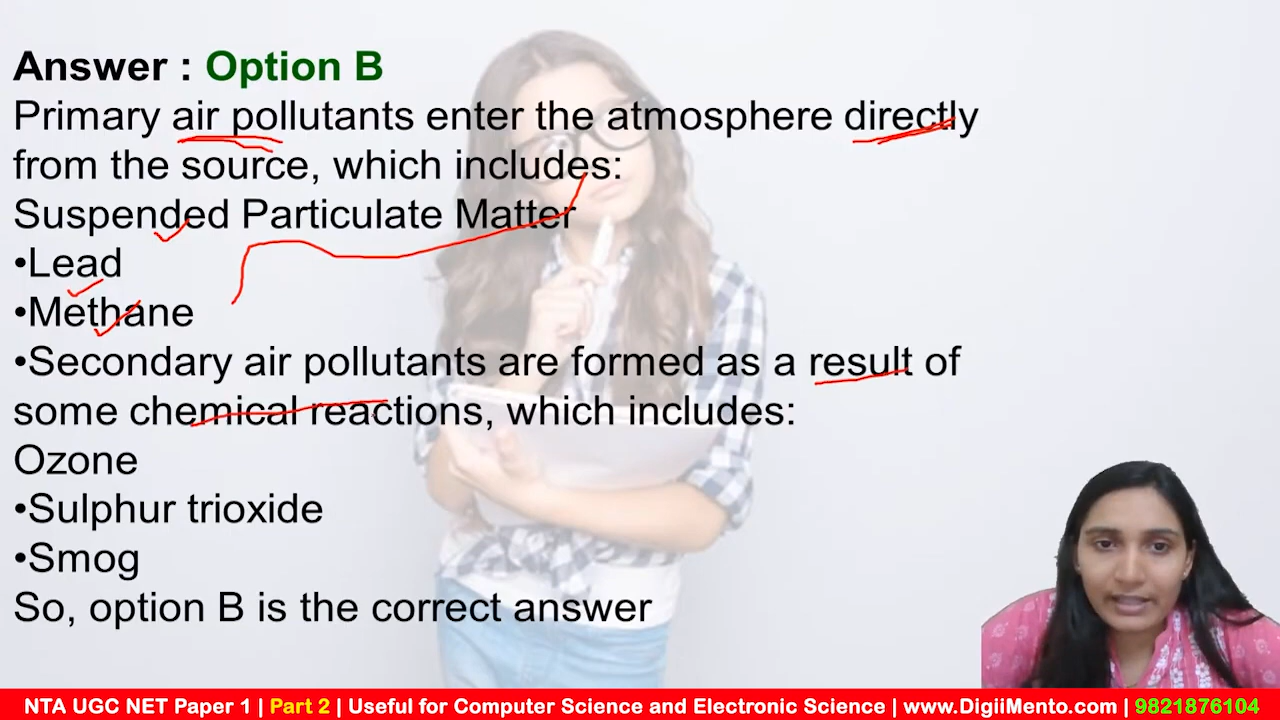 Answer : Option B
Primary air pollutants enter the atmosphere directly
from the source, which includes:
Suspended Particulate Matter
•Lead
•Methane
•Secondary air pollutants are formed as a result of
some chemical reactions, which includes:
Ozone
•Sulphur trioxide
•Smog
So, option B is the correct answer
NTA UGC NET Paper 1 | Part 2 | Useful for Computer Science and Electronic Science | www.DigiiMento.com | 9821876104